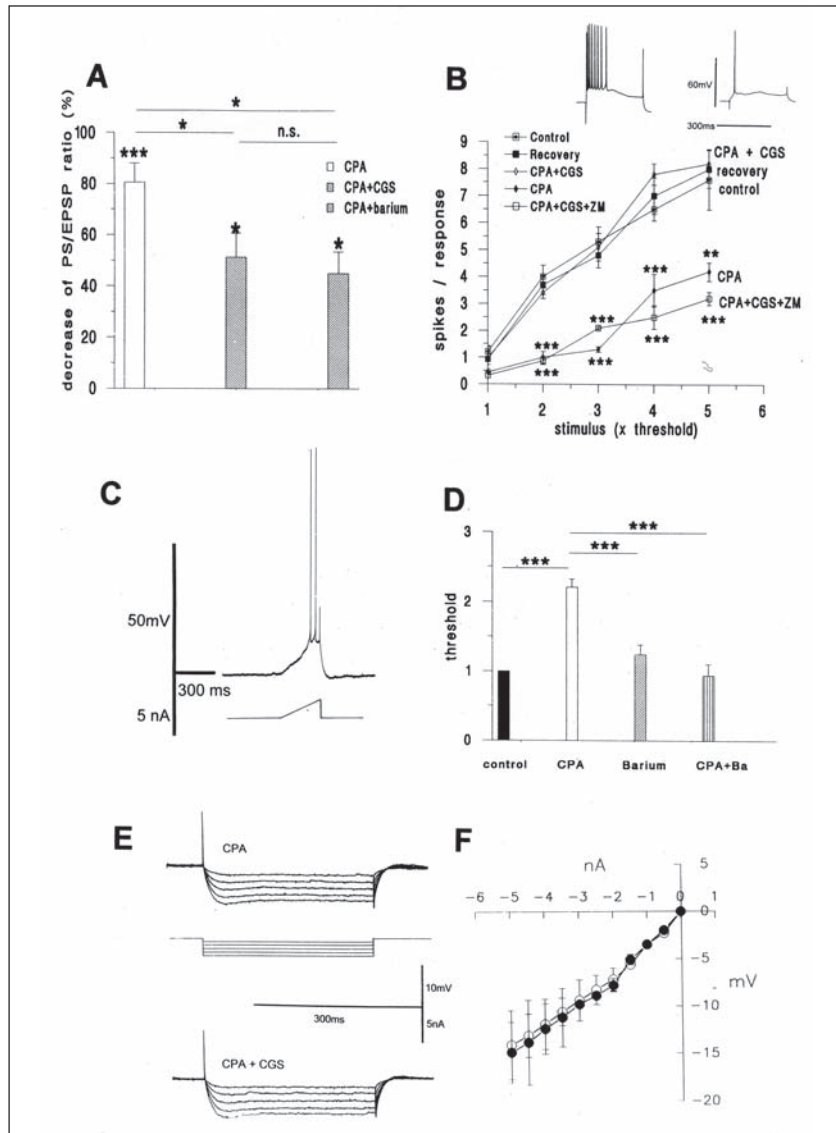 A
*
*
n.s.
decrease of PS/EPSP ratio (%)
100
80
60
40
20
0
***
*
*
CPA
CPA+CGS
CPA+barium
B
60mV
300ms
Control
Recovery
CPA+CGS
CPA
CPA+CGS+ZM
CPA + CGS
recovery
control
spikes / response
9
8
7
6
5
4
3
2
1
0
***
**
CPA
CPA+CGS+ZM
***
***
***
***
***
***
1 2 3 4 5 6
stimulus (x threshold)
C
50mV
300 ms
5 nA
D
threshold
3
2
1
0
***
***
***
control CPA Barium CPA+Ba
E
CPA
10mV
300ms
5nA
CPA + CGS
F
nA
−6 −5 −4 −3 −2 −1 0 1
5
0
−5
−10
−15
−20
mV